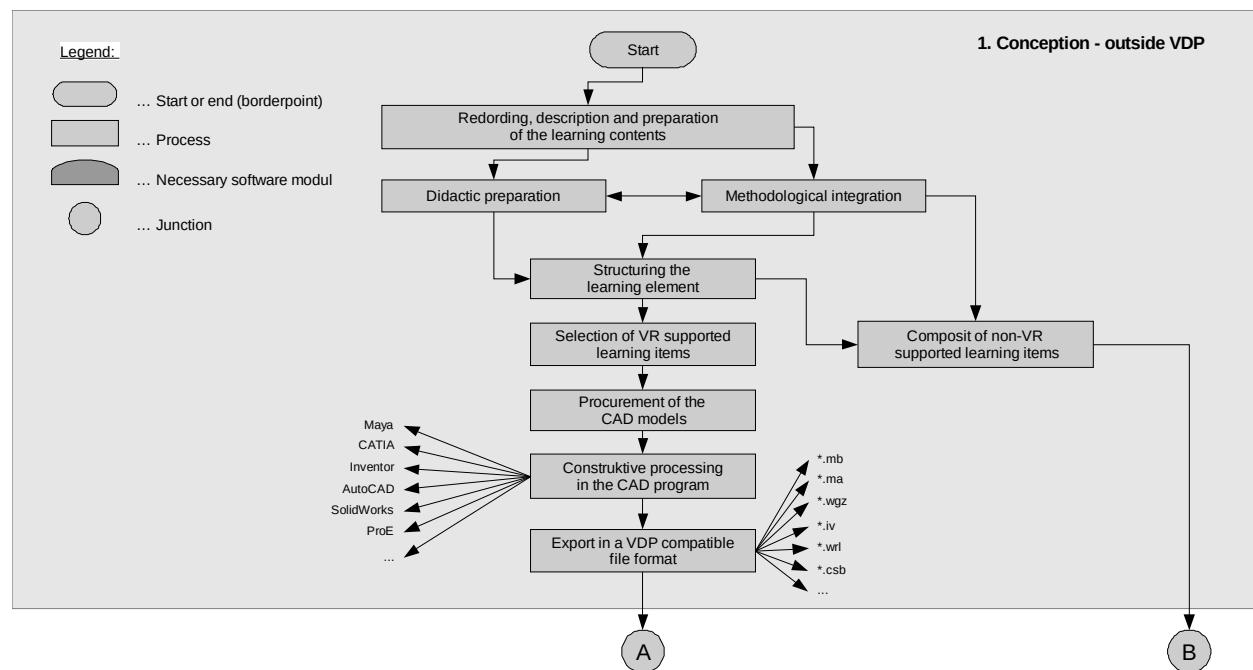 1. Conception - outside VDP
Legend:
… Start or end (borderpoint)
… Process
… Necessary software modul
… Junction
Start
Redording, description and preparation
of the learning contents
Didactic preparation
Methodological integration
Structuring the
learning element
Selection of VR supported
learning items
Composit of non-VR
supported learning items
Procurement of the
CAD models
Maya
CATIA
Inventor
AutoCAD
SolidWorks
ProE
...
Construktive processing
in the CAD program
Export in a VDP compatible
file format
*.mb
*.ma
*.wgz
*.iv
*.wrl
*.csb
...
A
B